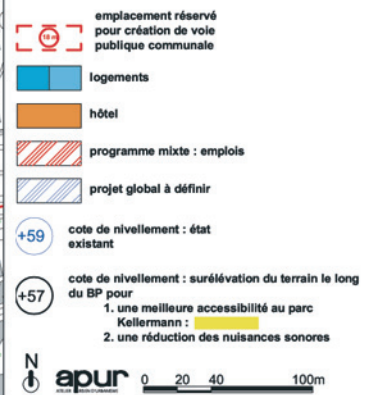 emplacement réservé
pour création de voie
publique communale
18 m
logements
hôtel
programme mixte : emplois
projet global à définir
+59
cote de nivellement : état
existant
+57
cote de nivellement : surélévation du terrain le long
du BP pour
1. une meilleure accessibilité au parc
Kellermann :
2. une réduction des nuisances sonores
N
apur
0 20 40 100m